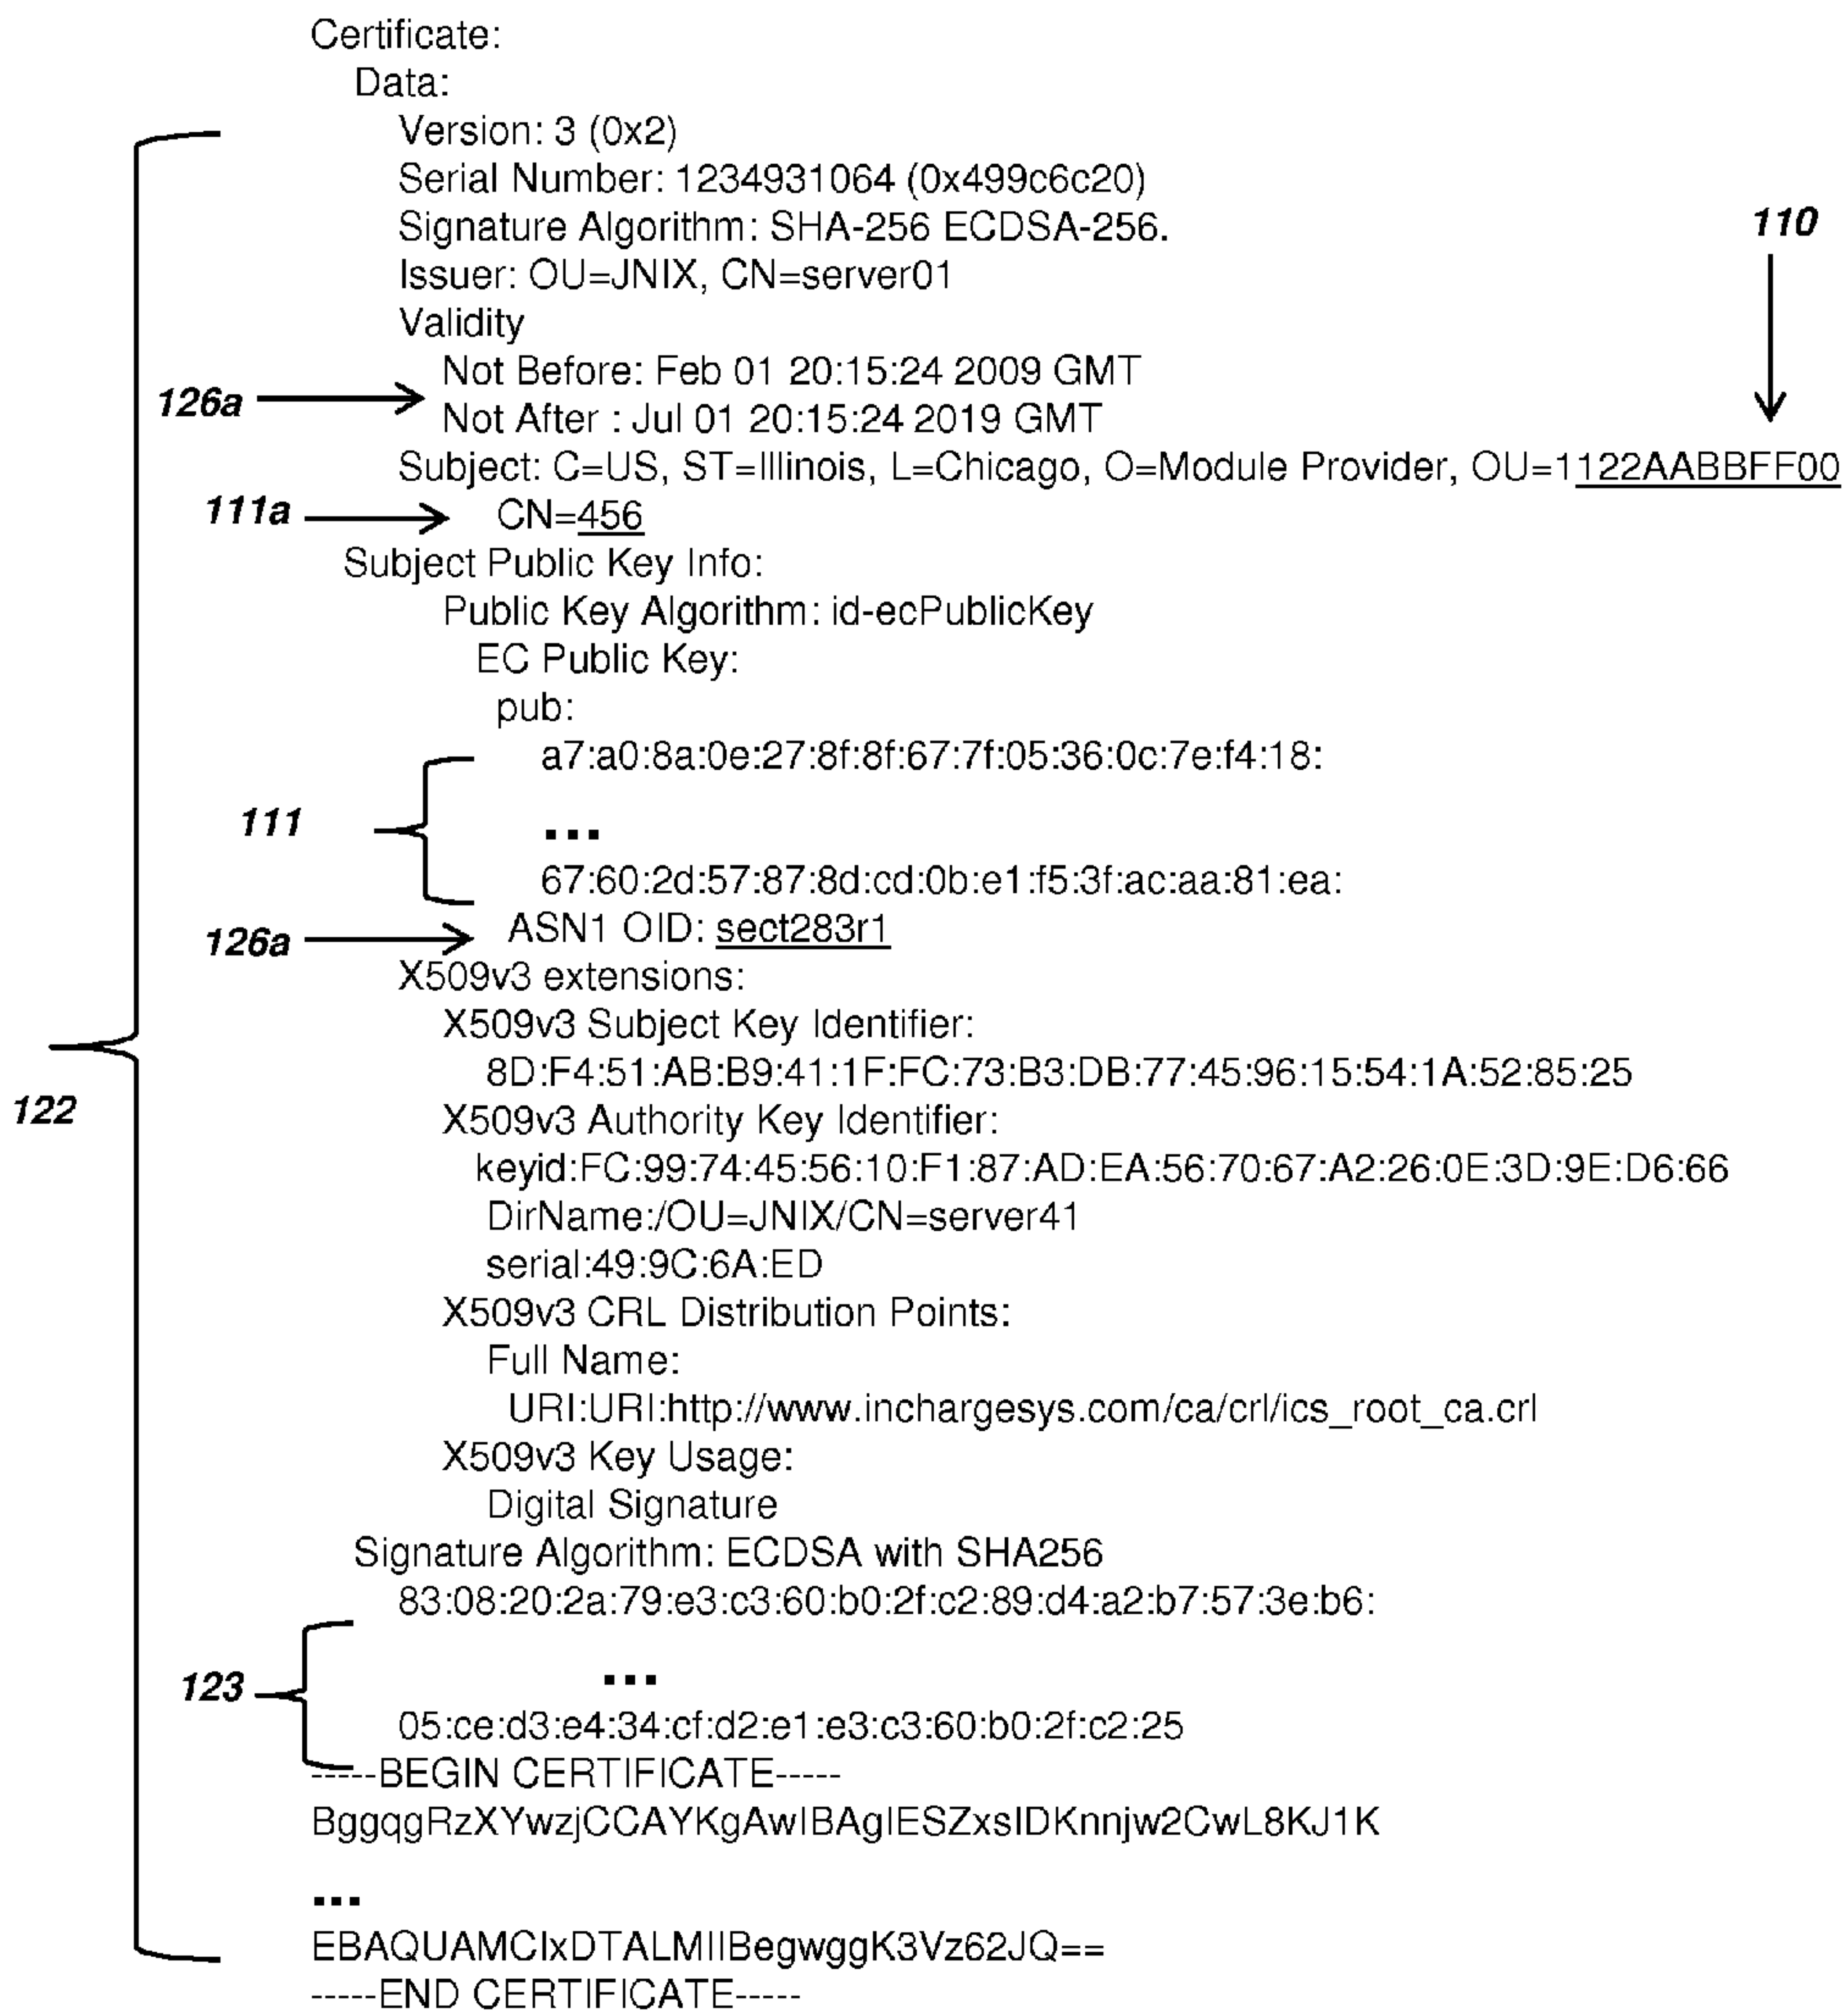 Certificate:
Data:
Version: 3 (0x2)
Serial Number: 1234931064 (0x499c6c20)
Signature Algorithm: SHA-256 ECDSA-256.
110
Issuer: OU=JNIX, CN=server01
Validity
Not Before: Feb 01 20:15:24 2009 GMT
126a
Not After : Jul 01 20:15:24 2019 GMT
Subject: C=US, ST=Illinois, L=Chicago, O=Module Provider, OU=1122AABBFF00
111a
CN=456
Subject Public Key Info:
Public Key Algorithm: id-ecPublicKey
EC Public Key:
pub:
a7:a0:8a:0e:27:8f:8f:67:7f:05:36:0c:7e:f4:18:
111
...
67:60:2d:57:87:8d:cd:0b:e1:f5:3f:ac:aa:81:ea:
126a
ASN1 OID: sect283r1
X509v3 extensions:
X509v3 Subject Key Identifier:
8D:F4:51:AB:B9:41:1F:FC:73:B3:DB:77:45:96:15:54:1A:52:85:25
122
X509v3 Authority Key Identifier:
keyid:FC:99:74:45:56:10:F1:87:AD:EA:56:70:67:A2:26:0E:3D:9E:D6:66
DirName:/OU=JNIX/CN=server41
serial:49:9C:6A:ED
X509v3 CRL Distribution Points:
Full Name:
URI:URI:http://www.inchargesys.com/ca/crl/ics_root_ca.crl
X509v3 Key Usage:
Digital Signature
Signature Algorithm: ECDSA with SHA256
83:08:20:2a:79:e3:c3:60:b0:2f:c2:89:d4:a2:b7:57:3e:b6:
123
...
05:ce:d3:e4:34:cf:d2:e1:e3:c3:60:b0:2f:c2:25
-----BEGIN CERTIFICATE-----
BggqgRzXYwzjCCAYKgAwIBAgIESZxsIDKnnjw2CwL8KJ1K
...
EBAQUAMCIxDTALMIIBegwggK3Vz62JQ==
-----END CERTIFICATE-----